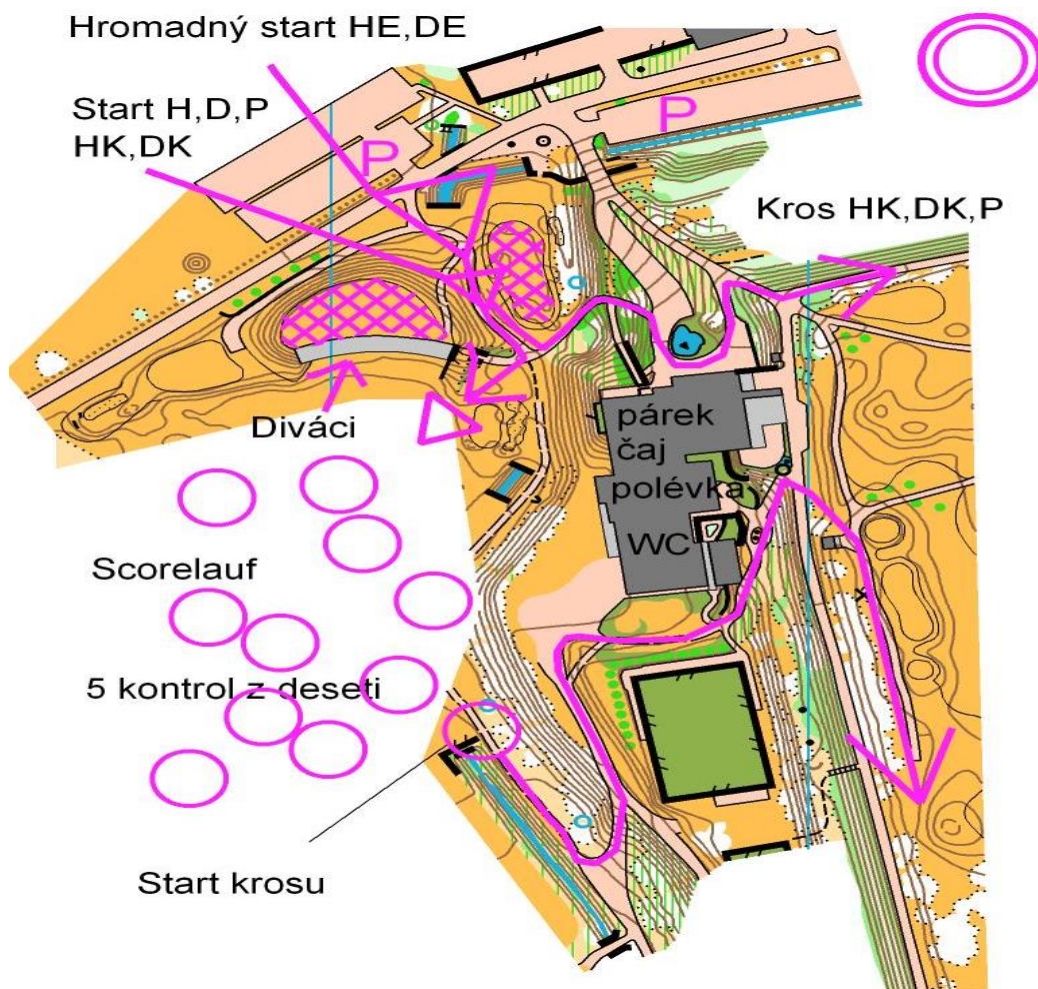 Hromadný start HE,DE
Start H,D,P
HK,DK
P
P
Kros HK,DK,P
Diváci
párek
čaj
polévka
WC
Scorelauf
5 kontrol z deseti
Start krosu